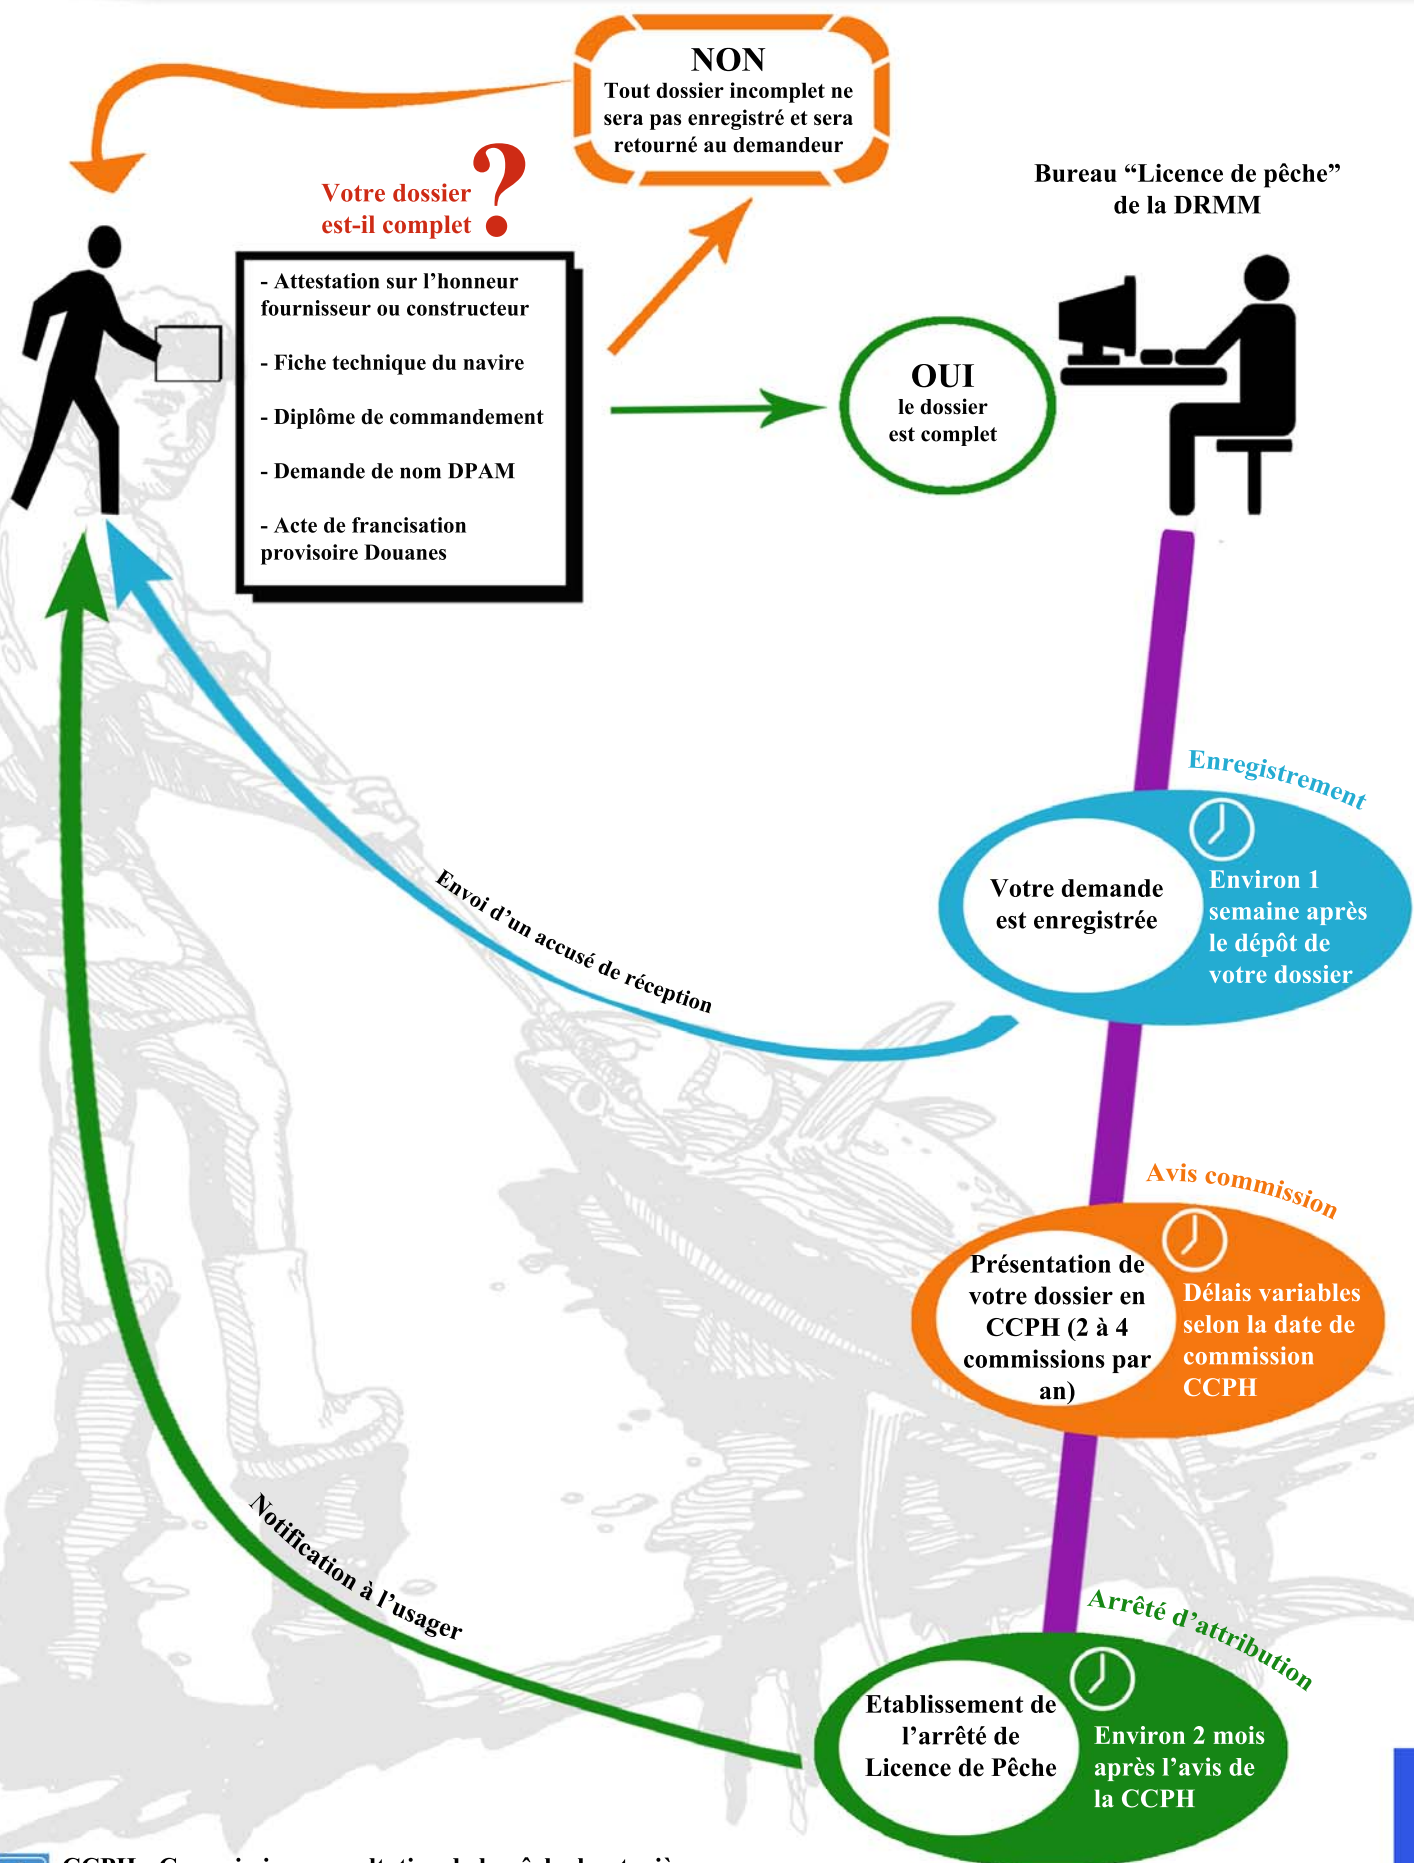 NON
Tout dossier incomplet ne
sera pas enregistré et sera
retourné au demandeur
Votre dossier
est-il complet ?
Bureau “Licence de pêche”
de la DRMM
- Attestation sur l’honneur
fournisseur ou constructeur
- Fiche technique du navire
- Diplôme de commandement
- Demande de nom DPAM
- Acte de francisation
provisoire Douanes
OUI
le dossier
est complet
Enregistrement
Votre demande
est enregistrée
Environ 1
semaine après
le dépôt de
votre dossier
Envoi d’un accusé de réception
Avis commission
Présentation de
votre dossier en
CCPH (2 à 4
commissions par
an)
Délais variables
selon la date de
commission
CCPH
Notification à l’usager
Arrêté d’attribution
Etablissement de
l’arrêté de
Licence de Pêche
Environ 2 mois
après l’avis de
la CCPH